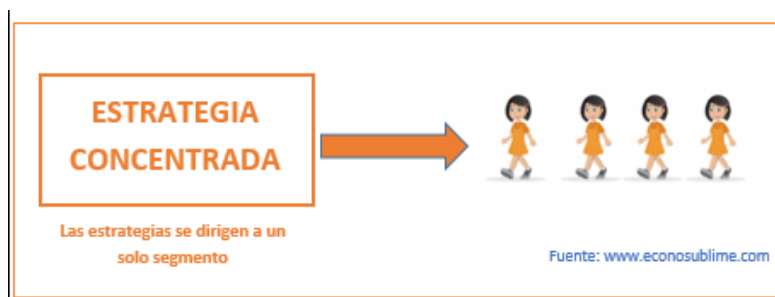 ESTRATEGIA
CONCENTRADA
Las estrategias se dirigen a un
solo segmento
Fuente: www.econosublime.com